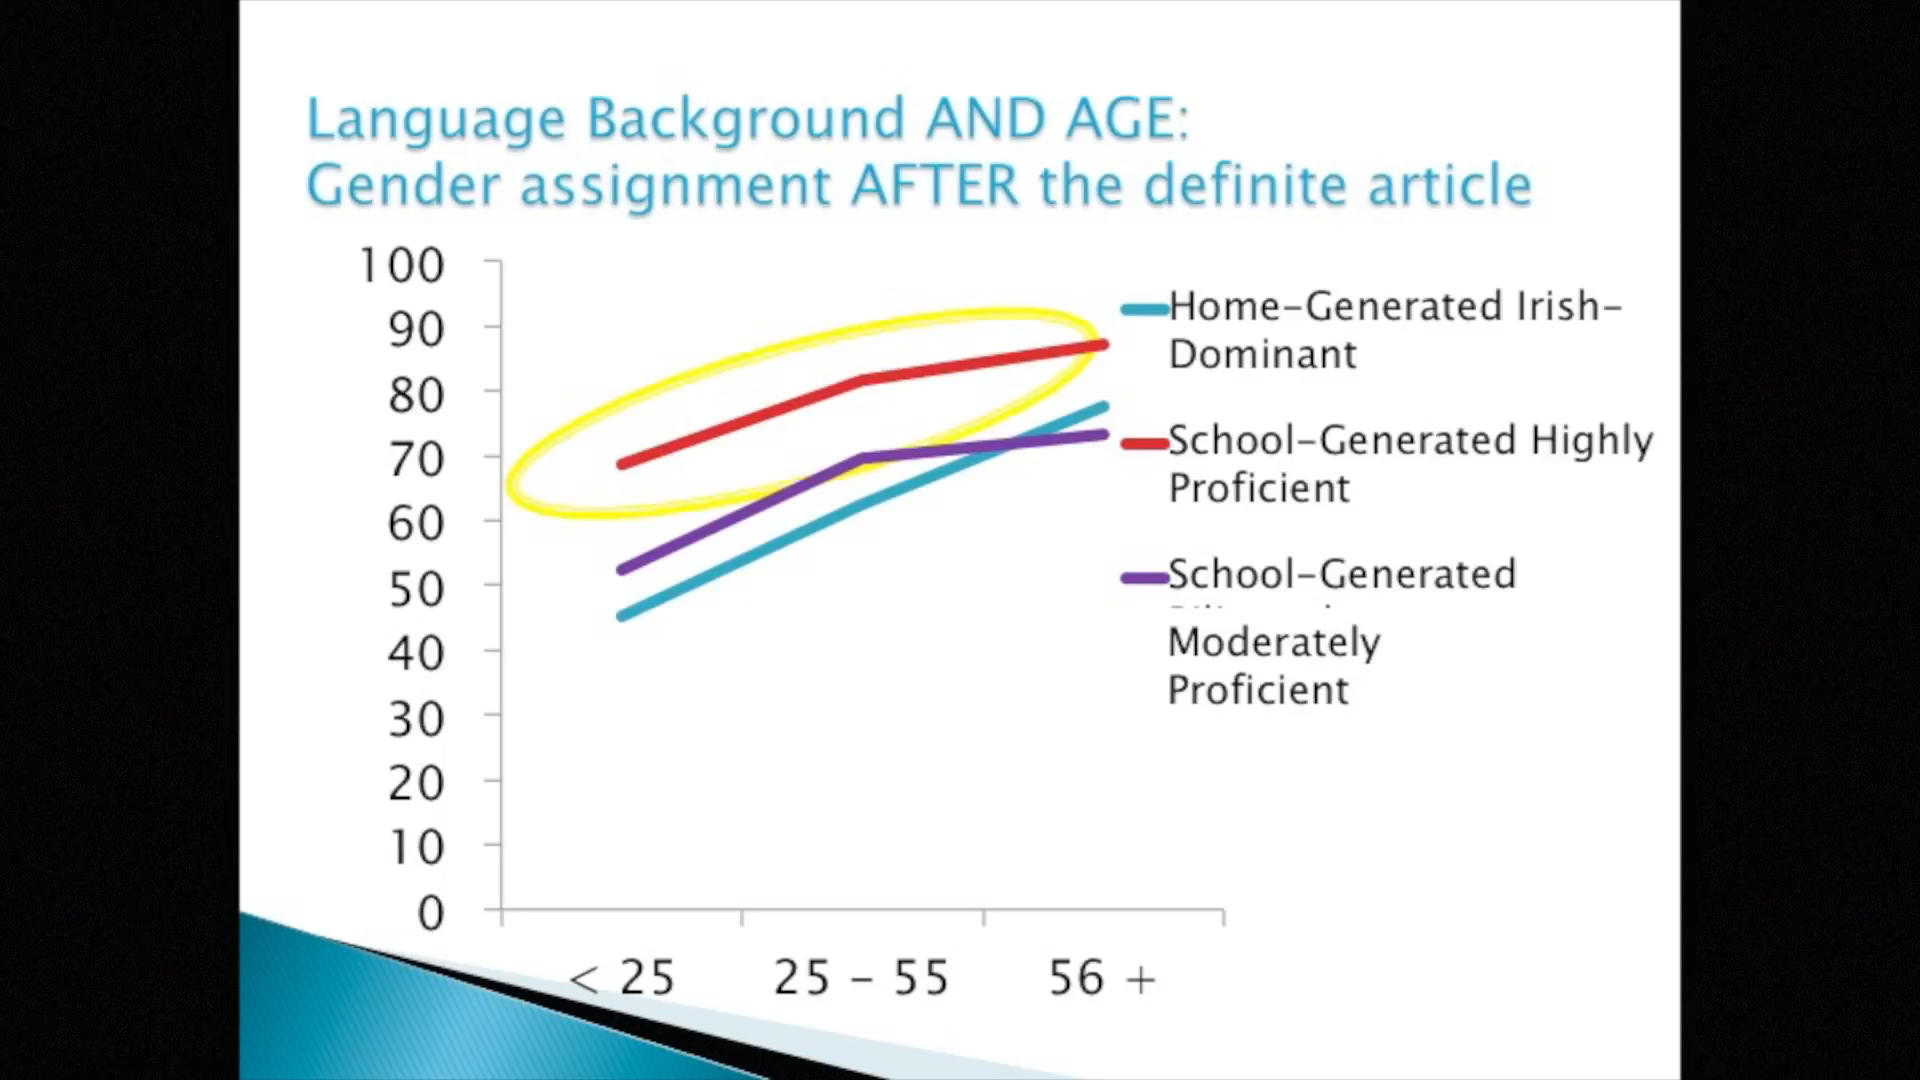 Language Background AND AGE:
Gender assignment AFTER the definite article
100
90
80
70
60
50
40
30
20
10
0
< 25
25 – 55
56 +
Home–Generated Irish–
Dominant
School–Generated Highly
Proficient
School–Generated
Moderately
Proficient